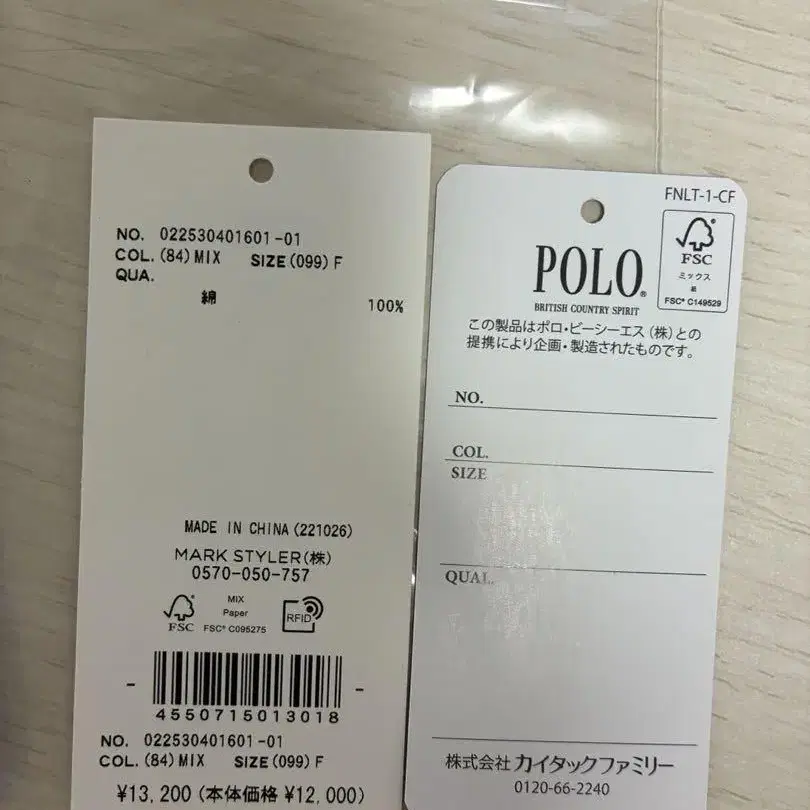 NO. 022530401601-01
COL. (84) MIX SIZE (099) F
QUA.
綿 100%
MADE IN CHINA (221026)
MARK STYLER (株)
0570-050-757
FSC
MIX
Paper
FSC® C095275
RFID
4550715013018
NO. 022530401601-01
COL. (84) MIX SIZE (099) F
¥13,200 (本体価格 ¥12,000)
FNLT-1-CF
FSC
ミックス
紙
FSC® C149529
POLO®
BRITISH COUNTRY SPIRIT
この製品はポロ・ビーシーエス(株)との
提携により企画・製造されたものです。
NO.
COL.
SIZE
QUAL.
株式会社 カイタックファミリー
0120-66-2240